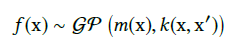 f(x) ∼ 𝒢𝒫 (m(x), k(x, x′))